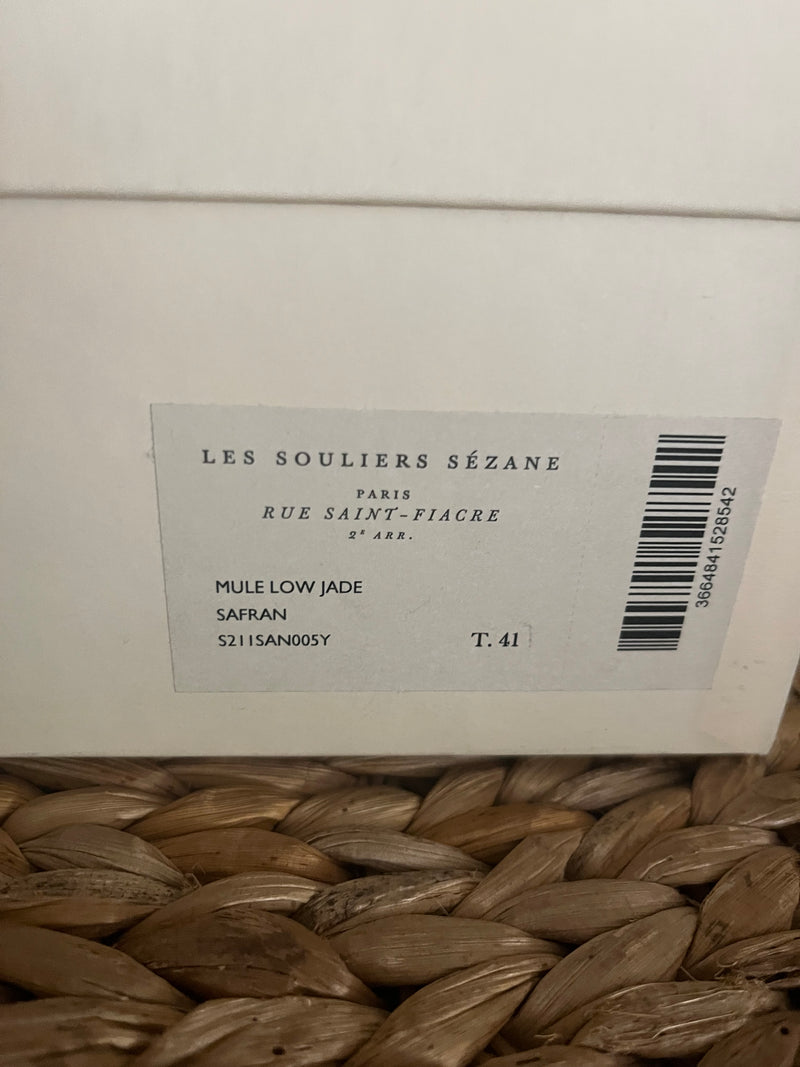 LES SOULIERS SÉZANE
PARIS
RUE SAINT-FIACRE
2E ARR.
MULE LOW JADE
SAFRAN
S211SAN005Y
T. 41
3664841528542